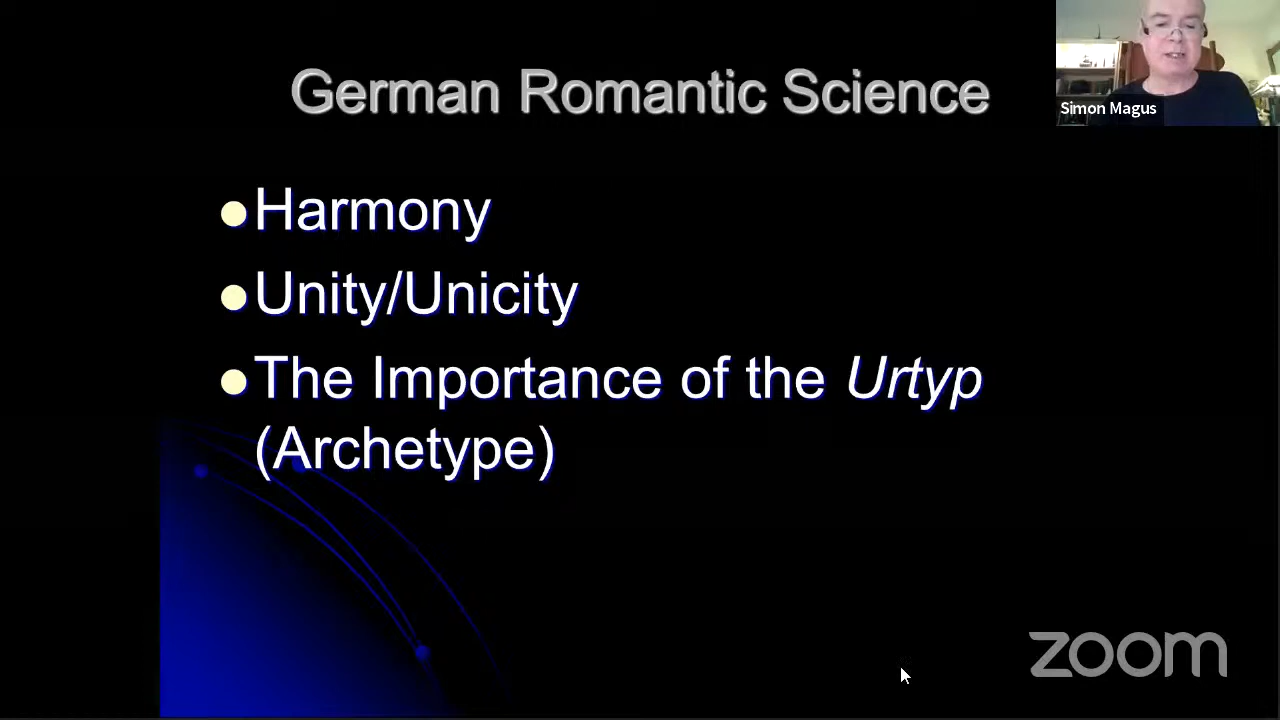 German Romantic Science
Simon Magus
Harmony
Unity/Unicity
The Importance of the Urtyp
(Archetype)
zoom